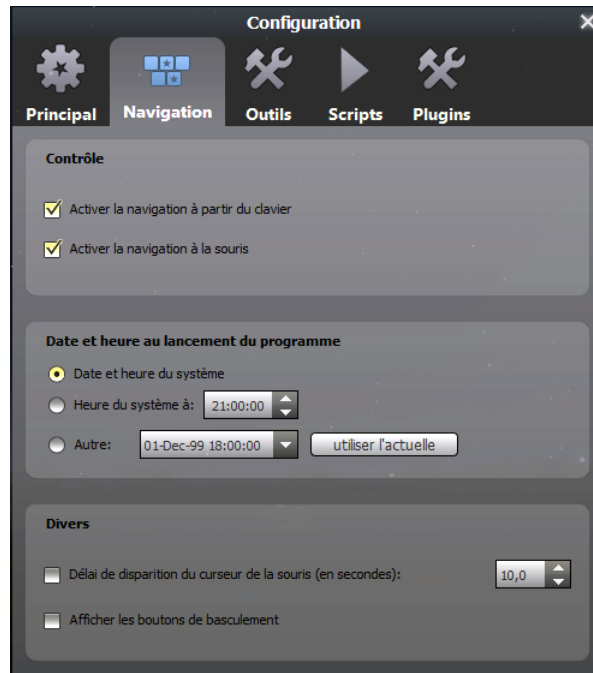 Configuration
Principal Navigation Outils Scripts Plugins
Contrôle
Activer la navigation à partir du clavier
Activer la navigation à la souris
Date et heure au lancement du programme
Date et heure du système
Heure du système à: 21:00:00
Autre: 01-Dec-99 18:00:00 utiliser l'actuelle
Divers
Délai de disparition du curseur de la souris (en secondes): 10,0
Afficher les boutons de basculement